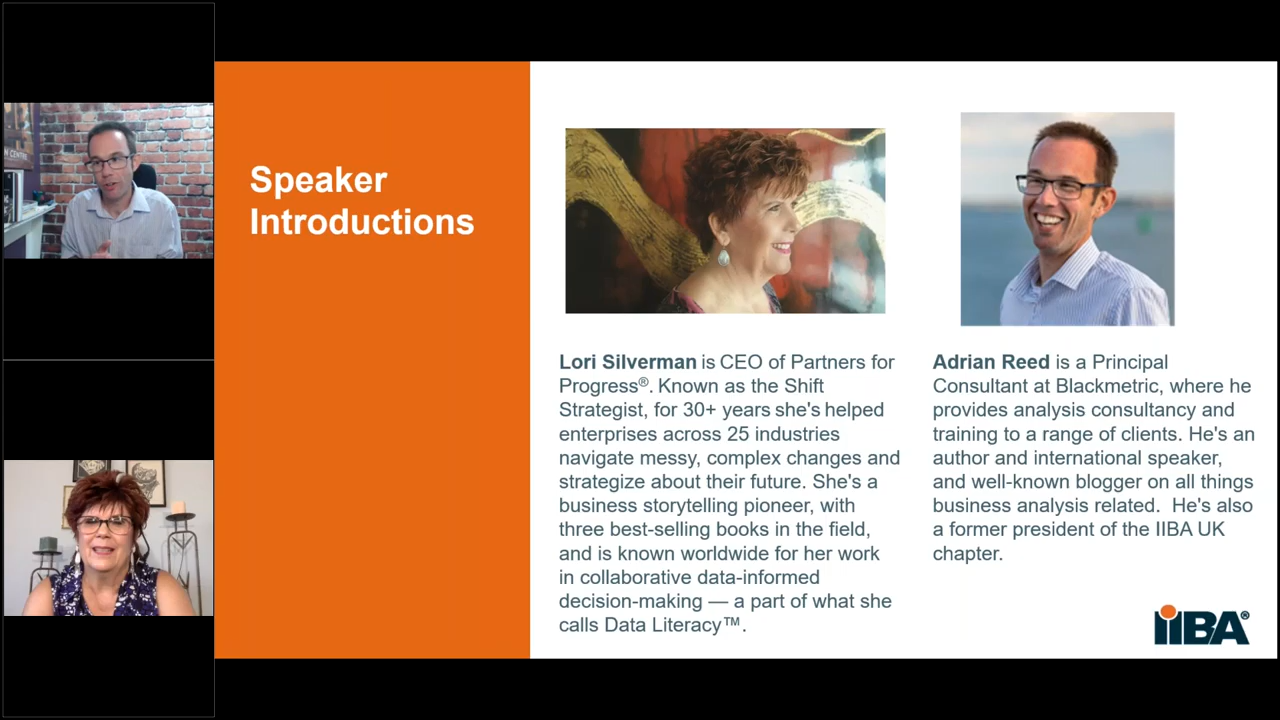 Speaker
Introductions
Lori Silverman is CEO of Partners for
Progress®. Known as the Shift
Strategist, for 30+ years she's helped
enterprises across 25 industries
navigate messy, complex changes and
strategize about their future. She's a
business storytelling pioneer, with
three best-selling books in the field,
and is known worldwide for her work
in collaborative data-informed
decision-making — a part of what she
calls Data Literacy™.
Adrian Reed is a Principal
Consultant at Blackmetric, where he
provides analysis consultancy and
training to a range of clients. He's an
author and international speaker,
and well-known blogger on all things
business analysis related.  He's also
a former president of the IIBA UK
chapter.
iiBA®